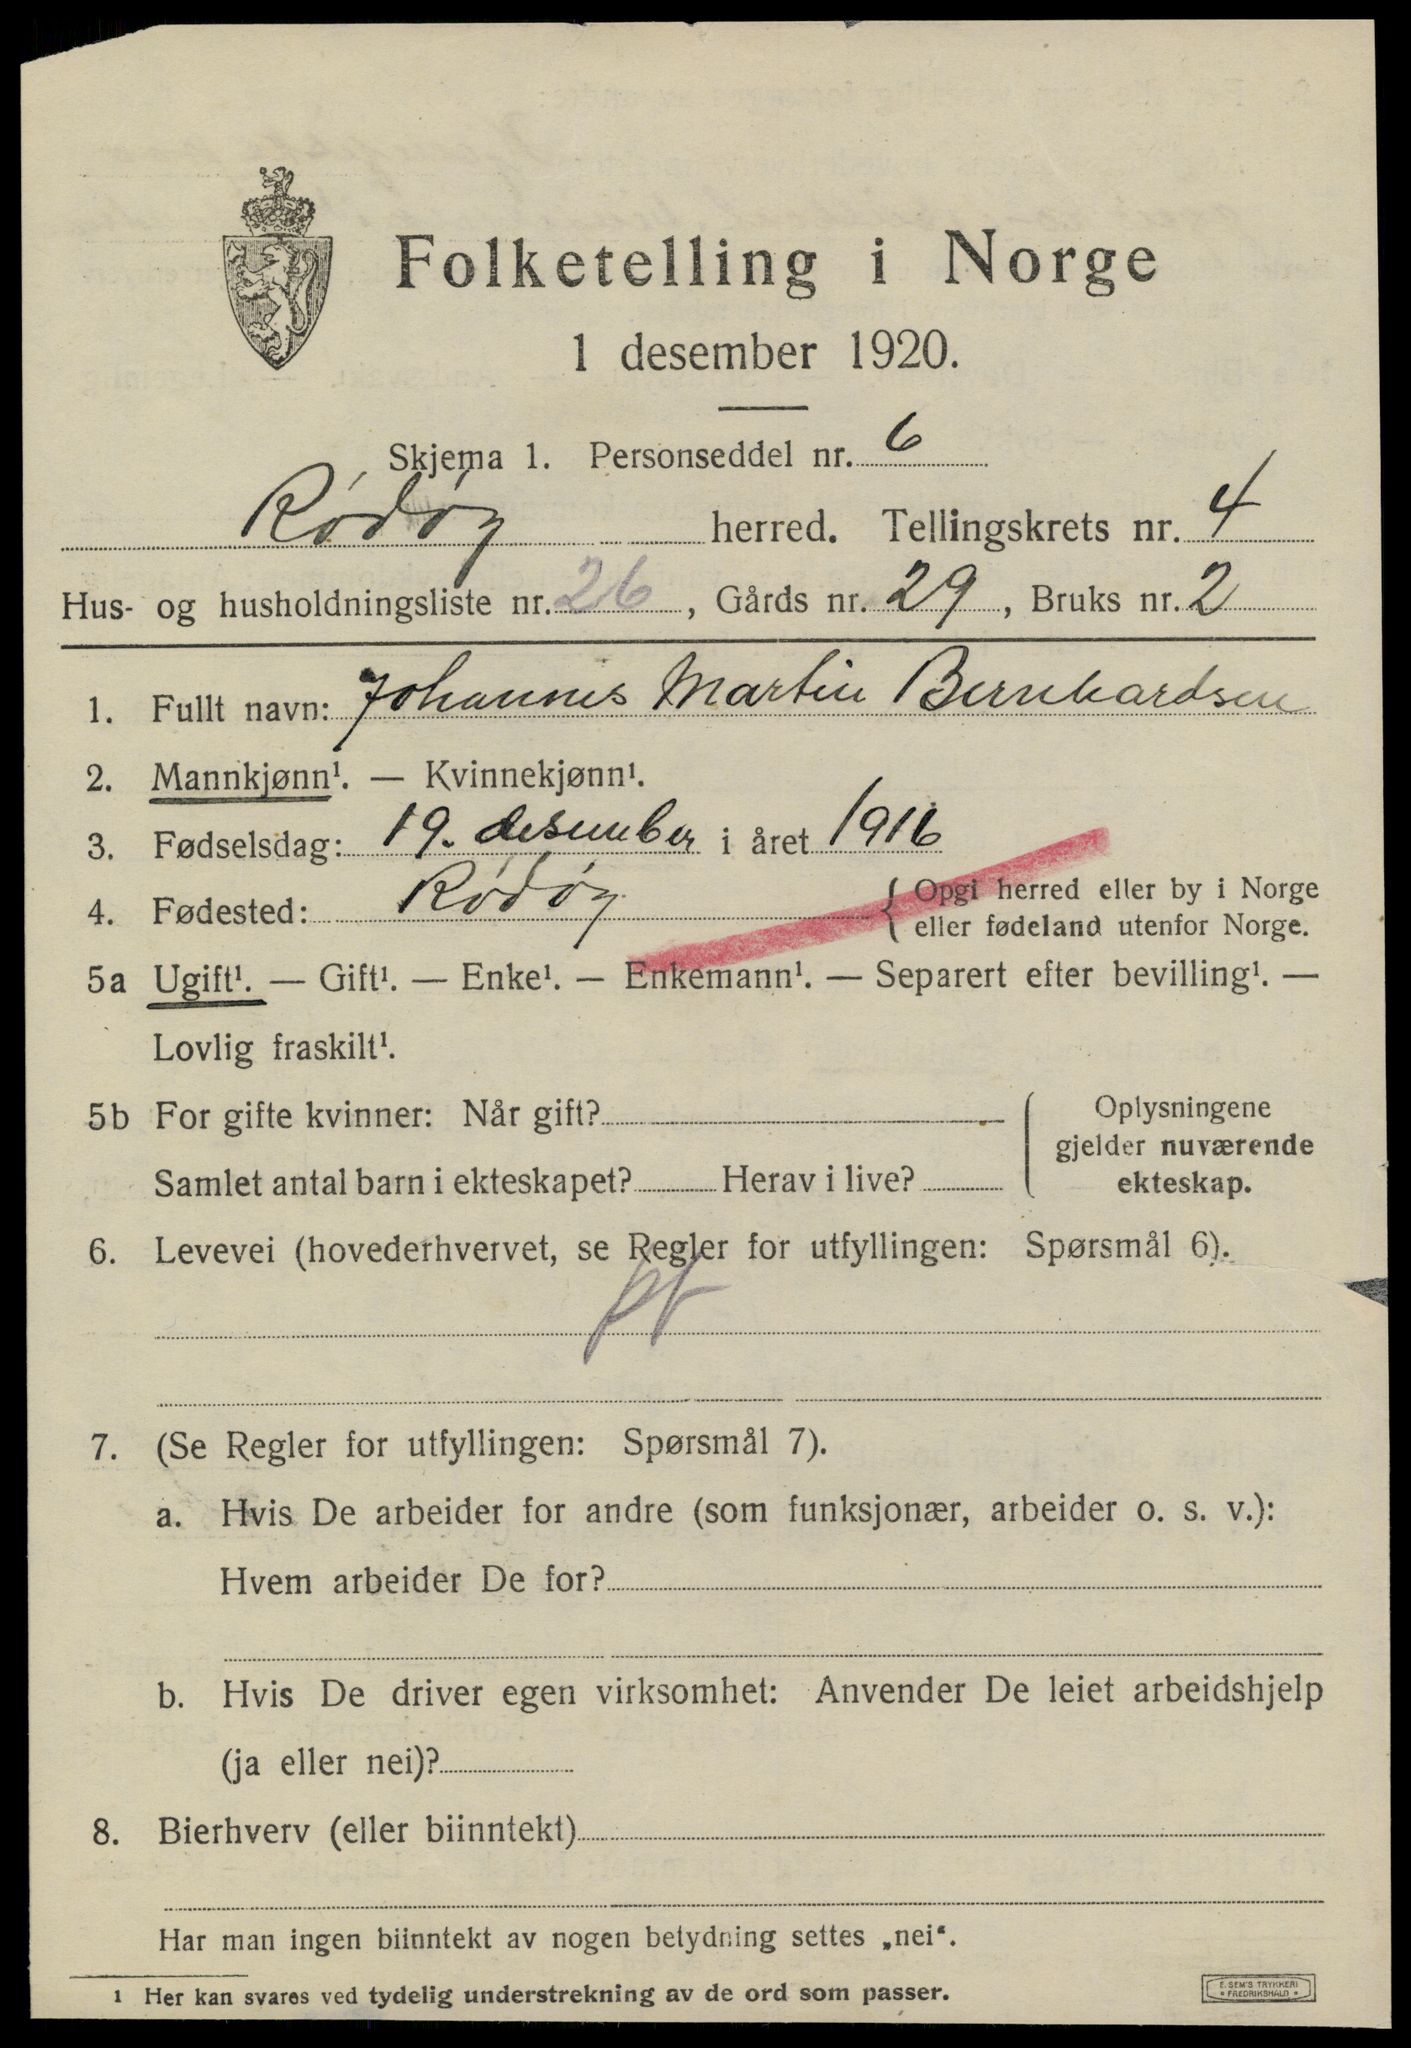 Folketelling i Norge
1 desember 1920.
Skjema 1. Personseddel nr. 6
Rødøy herred. Tellingskrets nr. 4
Hus- og husholdningsliste nr. 26, Gårds nr. 29, Bruks nr. 2
1. Fullt navn: Johannes Martin Bernhardsen
2. Mannkjønn¹. — Kvinnekjønn¹.
3. Fødselsdag: 19. desember i året 1916
4. Fødested: Rødøy { Opgi herred eller by i Norge
eller fødeland utenfor Norge.
5a Ugift¹. — Gift¹. — Enke¹. — Enkemann¹. — Separert efter bevilling¹. —
Lovlig fraskilt¹.
5b For gifte kvinner: Når gift?
Samlet antal barn i ekteskapet? Herav i live?
Oplysningene
gjelder nuværende
ekteskap.
6. Levevei (hovederhvervet, se Regler for utfyllingen: Spørsmål 6).
7. (Se Regler for utfyllingen: Spørsmål 7).
a. Hvis De arbeider for andre (som funksjonær, arbeider o. s. v.):
Hvem arbeider De for?
b. Hvis De driver egen virksomhet: Anvender De leiet arbeidshjelp
(ja eller nei)?
8. Bierhverv (eller biinntekt)
Har man ingen biinntekt av nogen betydning settes „nei“.
1 Her kan svares ved tydelig understrekning av de ord som passer.
E. SEM'S TRYKKERI
* FREDRIKSHALD *